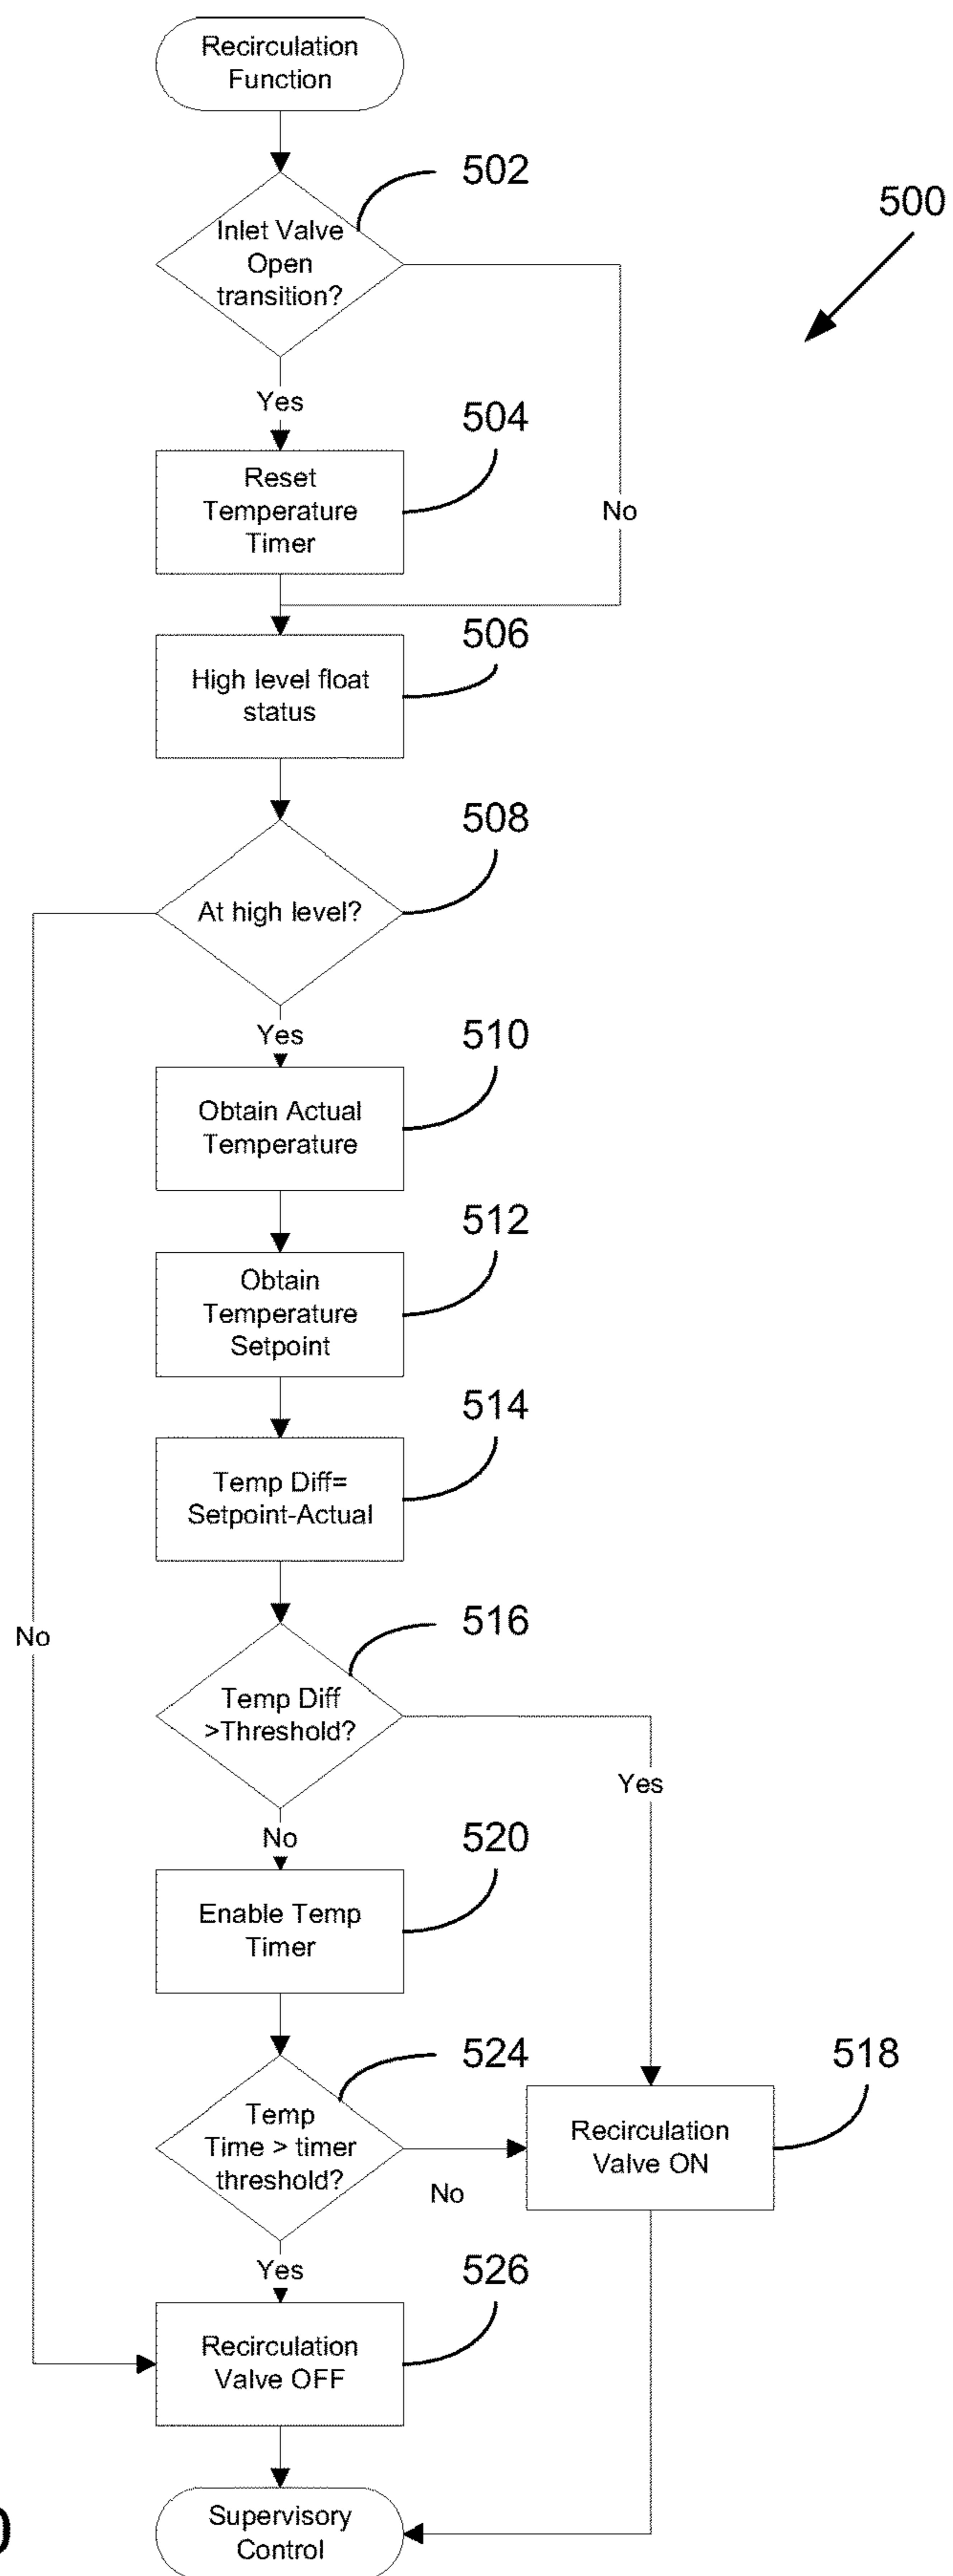 Recirculation
Function
502
500
Inlet Valve
Open
transition?
Yes
504
Reset
Temperature
Timer
No
506
High level float
status
508
At high level?
Yes
510
Obtain Actual
Temperature
512
Obtain
Temperature
Setpoint
514
Temp Diff=
Setpoint-Actual
No
516
Temp Diff
>Threshold?
Yes
No
520
Enable Temp
Timer
524
518
Temp
Time > timer
threshold?
No
Recirculation
Valve ON
Yes
526
Recirculation
Valve OFF
Supervisory
Control